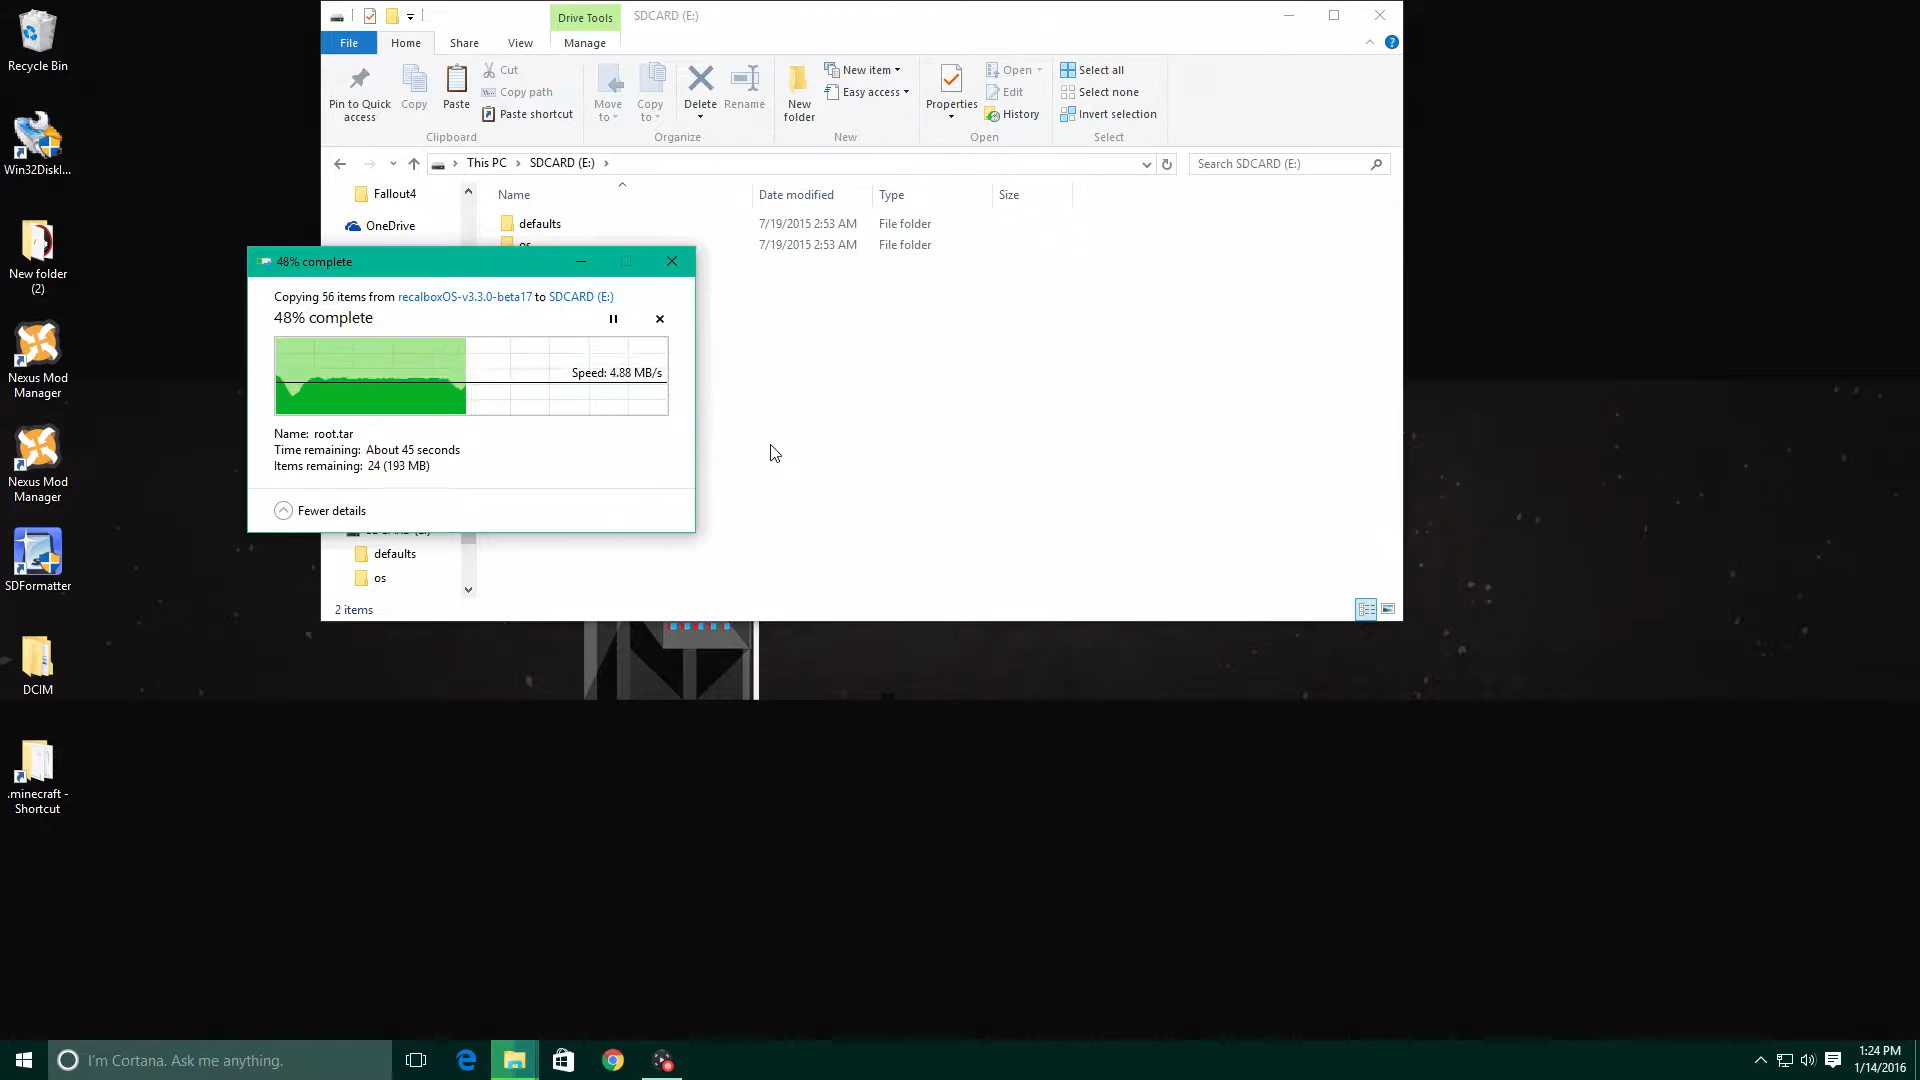 Recycle Bin
Win32DiskI...
New folder
(2)
Nexus Mod
Manager
Nexus Mod
Manager
SDFormatter
DCIM
.minecraft -
Shortcut
Drive Tools
SDCARD (E:)
File
Home
Share
View
Manage
Pin to Quick
access
Copy
Paste
Cut
Copy path
Paste shortcut
Clipboard
Move
to
Copy
to
Delete
Rename
Organize
New
folder
New item
Easy access
New
Properties
Open
Edit
History
Open
Select all
Select none
Invert selection
Select
This PC
SDCARD (E:)
Search SDCARD (E:)
Fallout4
OneDrive
Name
Date modified
Type
Size
defaults
7/19/2015 2:53 AM
File folder
os
7/19/2015 2:53 AM
File folder
48% complete
Copying 56 items from recalboxOS-v3.3.0-beta17 to SDCARD (E:)
48% complete
Speed: 4.88 MB/s
Name: root.tar
Time remaining: About 45 seconds
Items remaining: 24 (193 MB)
Fewer details
defaults
os
2 items
I'm Cortana. Ask me anything.
1:24 PM
1/14/2016